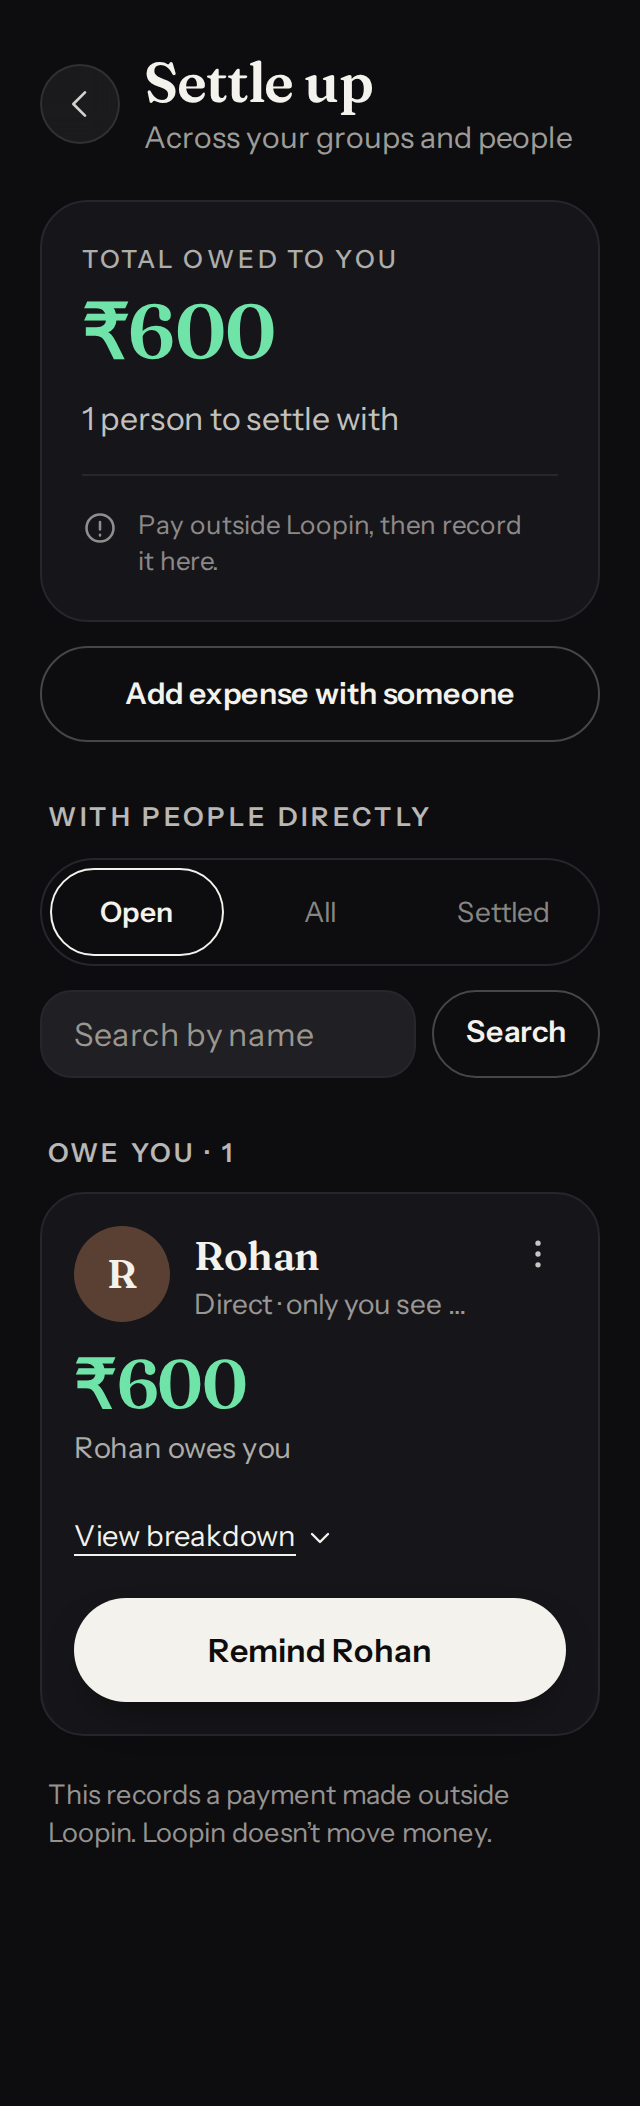 Settle up
Across your groups and people
TOTAL OWED TO YOU
₹600
1 person to settle with
Pay outside Loopin, then record
it here.
Add expense with someone
WITH PEOPLE DIRECTLY
Open All Settled
Search by name Search
OWE YOU · 1
R
Rohan
Direct · only you see ...
₹600
Rohan owes you
View breakdown
Remind Rohan
This records a payment made outside
Loopin. Loopin doesn’t move money.